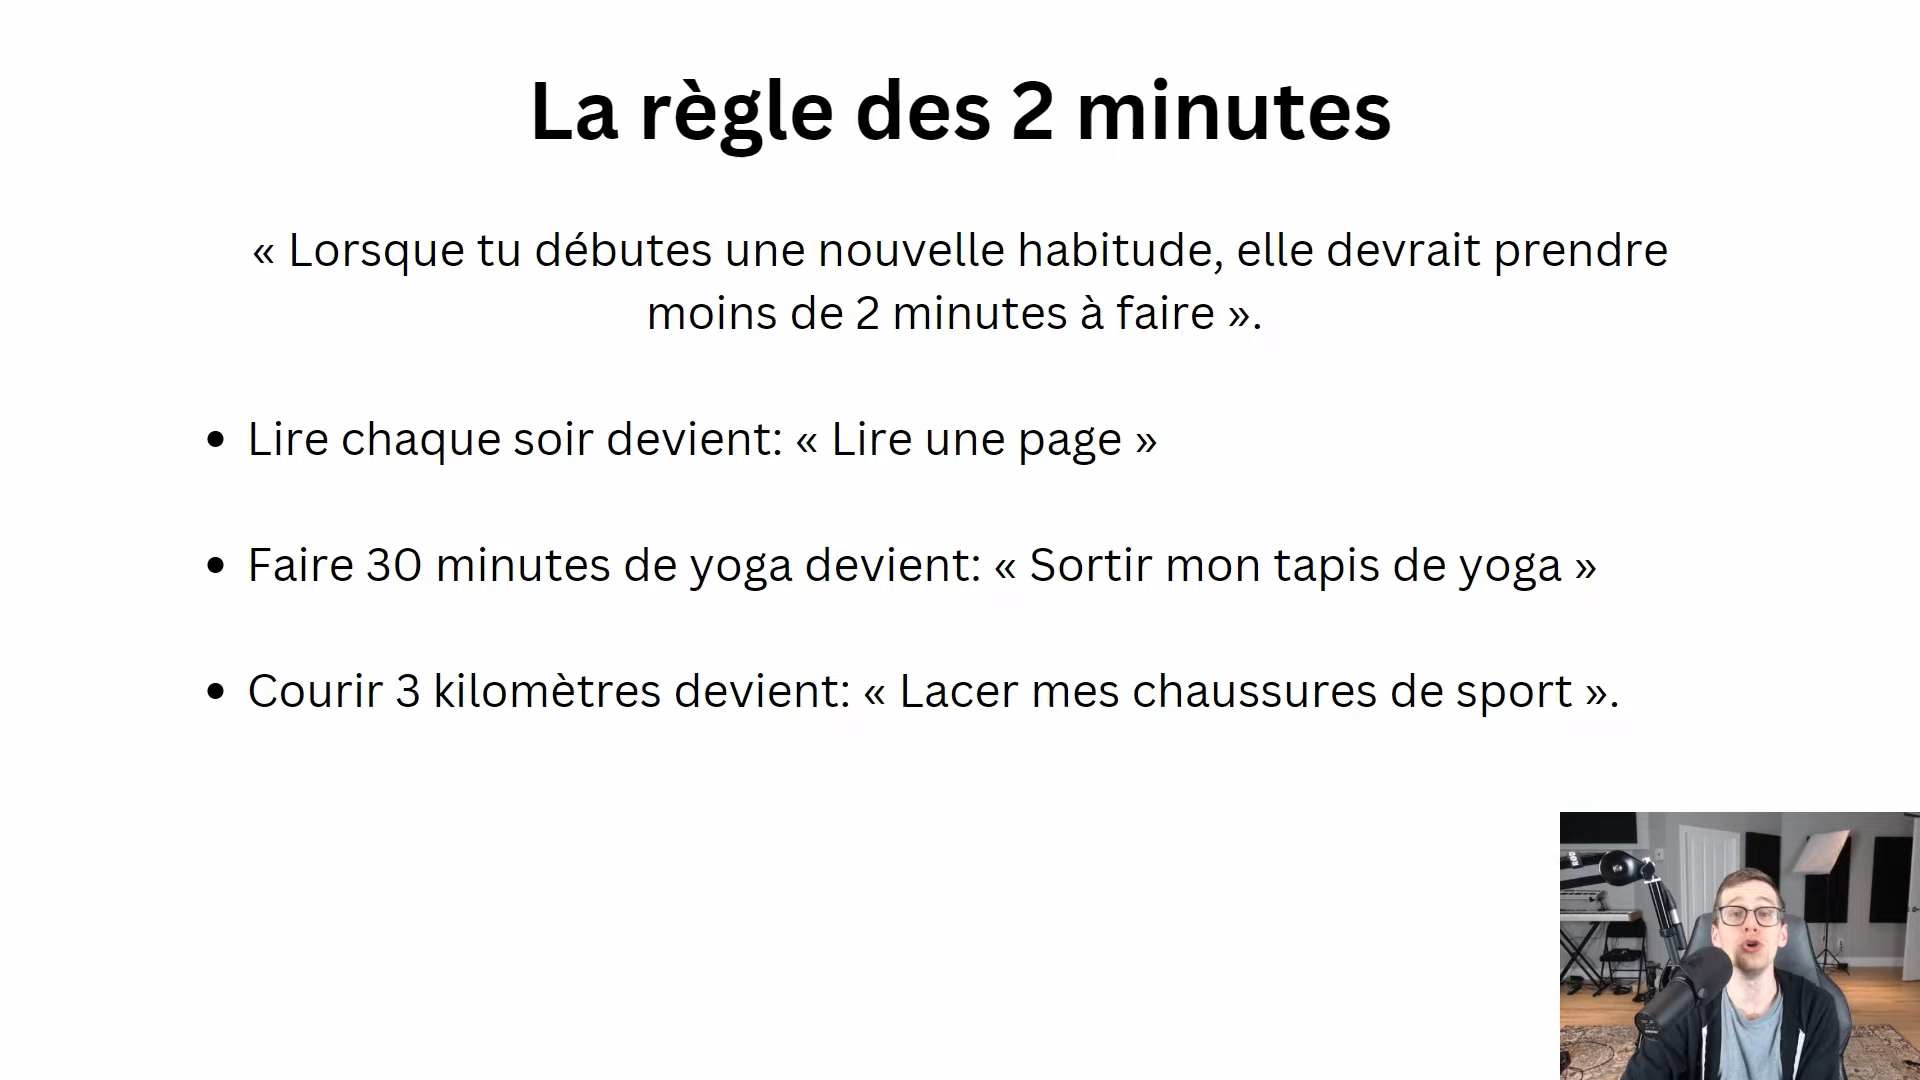 La règle des 2 minutes
« Lorsque tu débutes une nouvelle habitude, elle devrait prendre
moins de 2 minutes à faire ».
• Lire chaque soir devient: « Lire une page »
• Faire 30 minutes de yoga devient: « Sortir mon tapis de yoga »
• Courir 3 kilomètres devient: « Lacer mes chaussures de sport ».